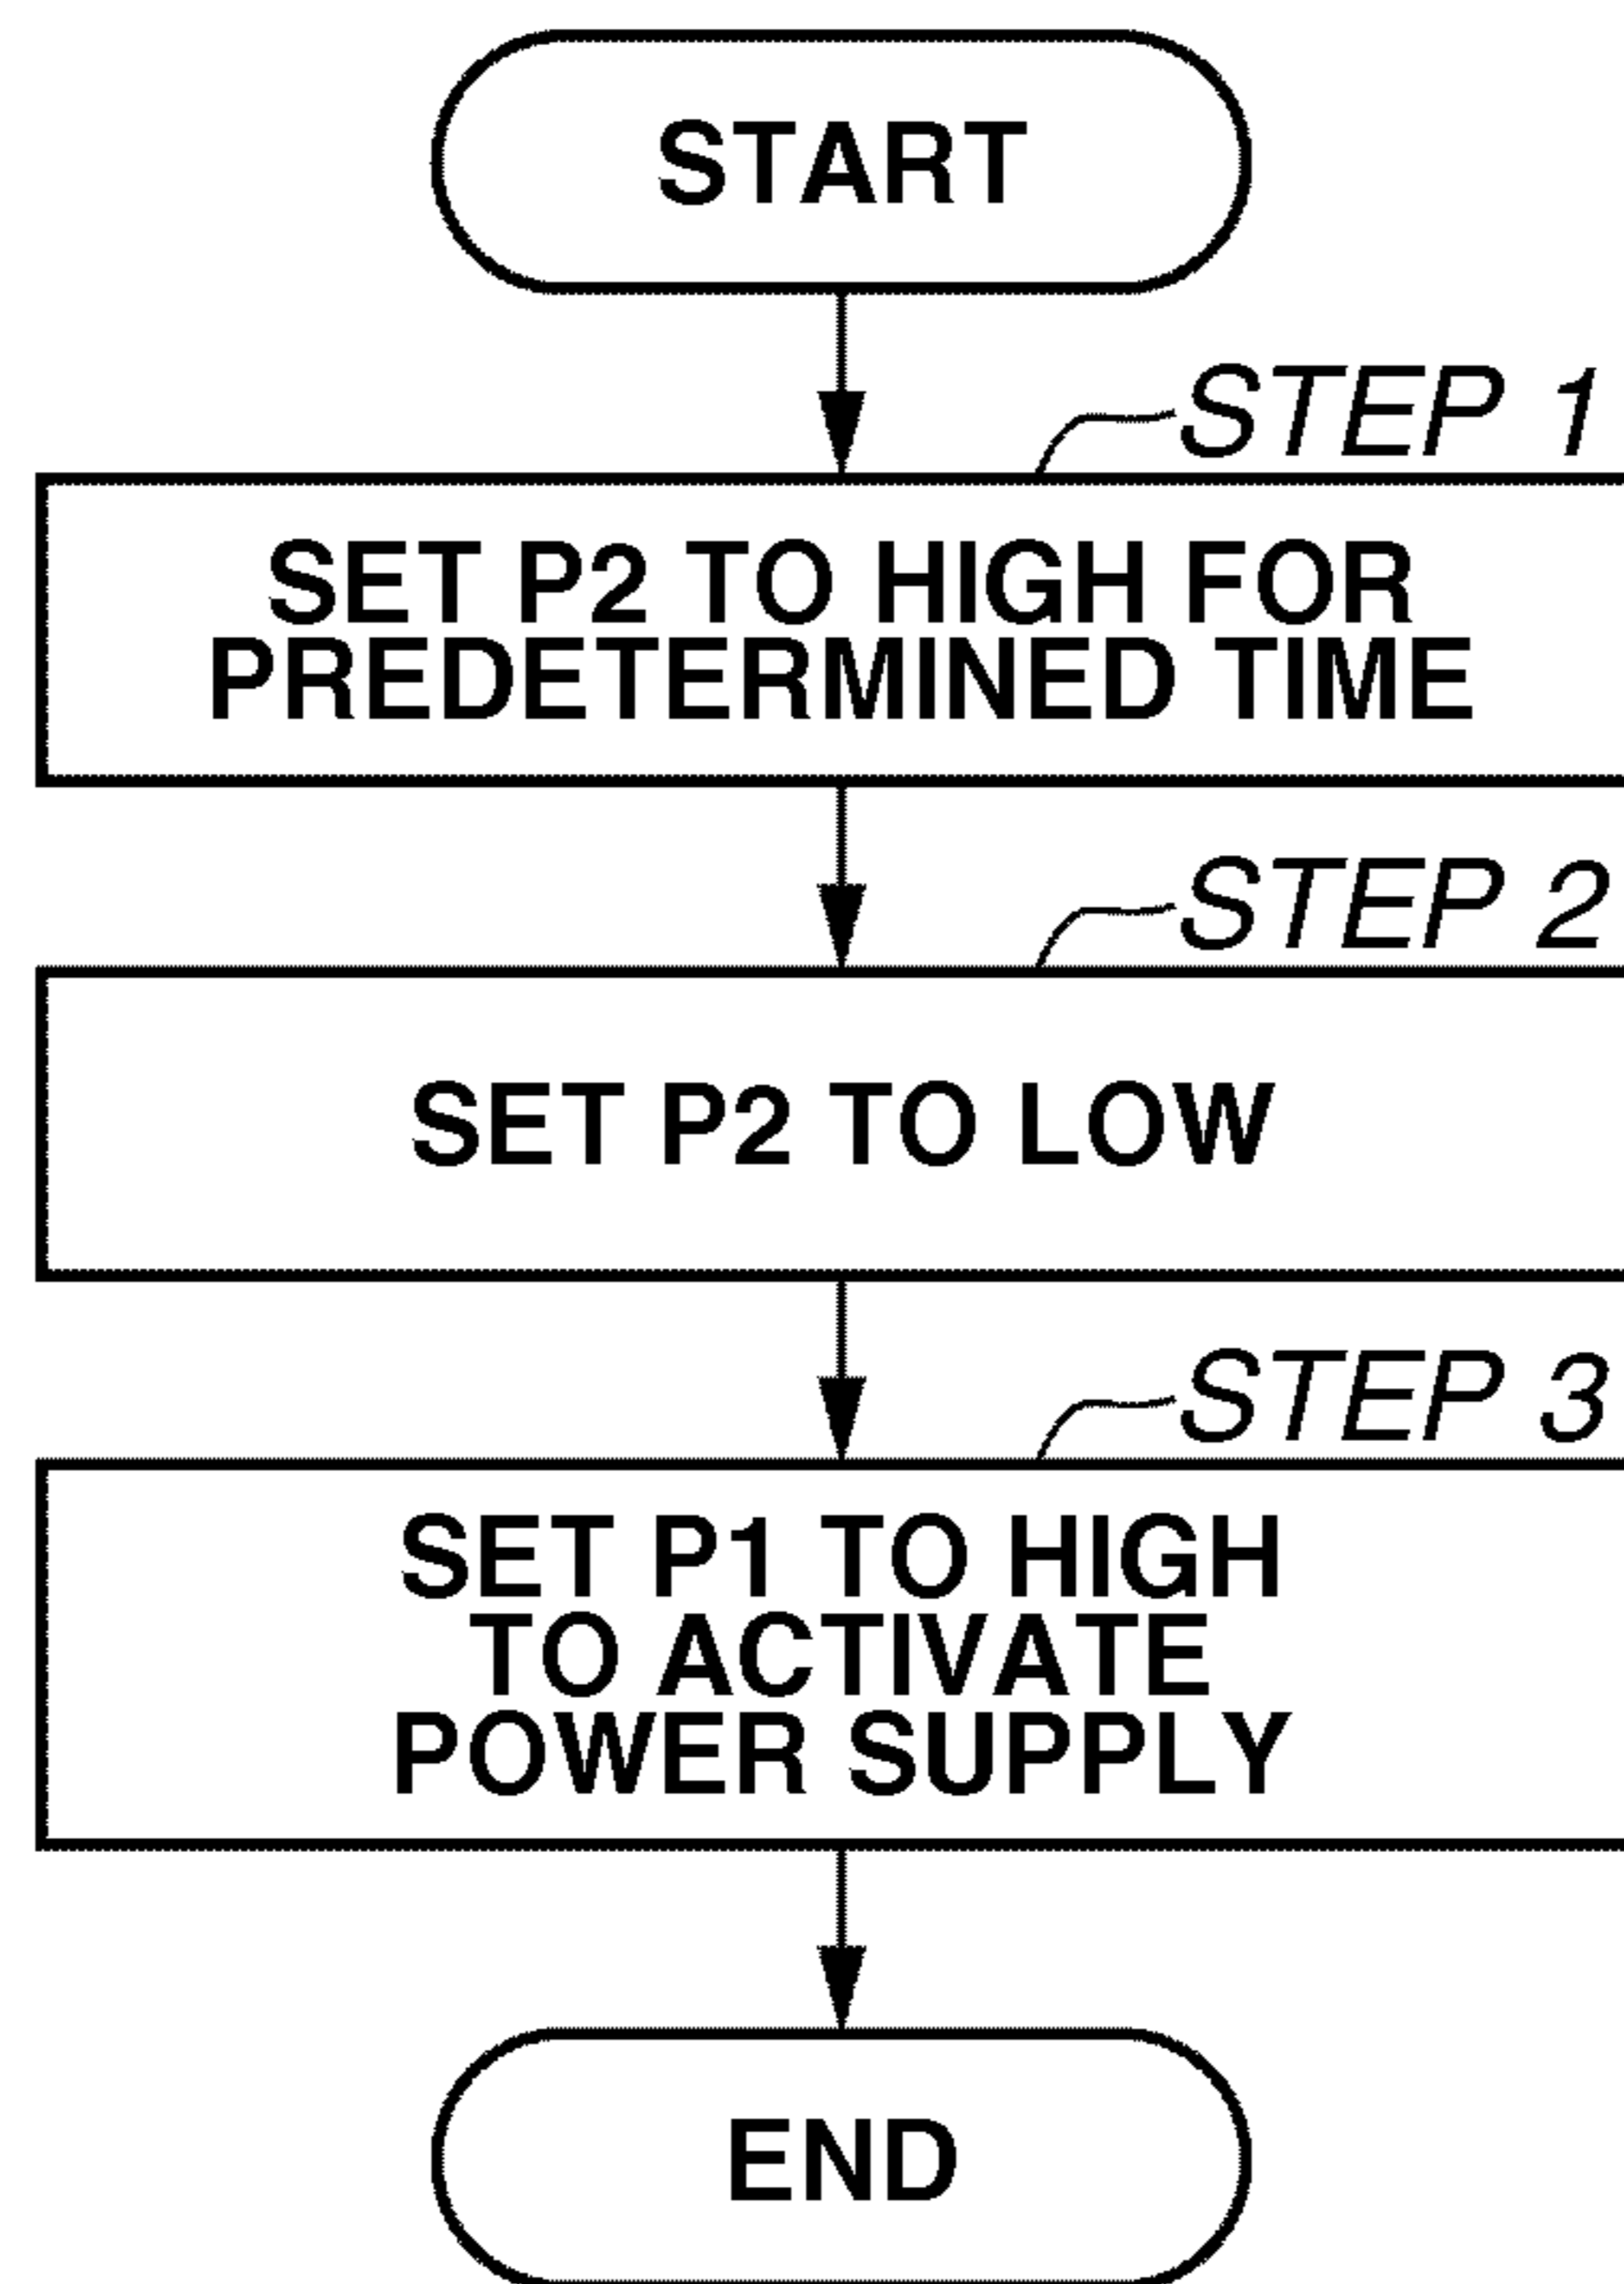 START
STEP 1
SET P2 TO HIGH FOR
PREDETERMINED TIME
STEP 2
SET P2 TO LOW
STEP 3
SET P1 TO HIGH
TO ACTIVATE
POWER SUPPLY
END